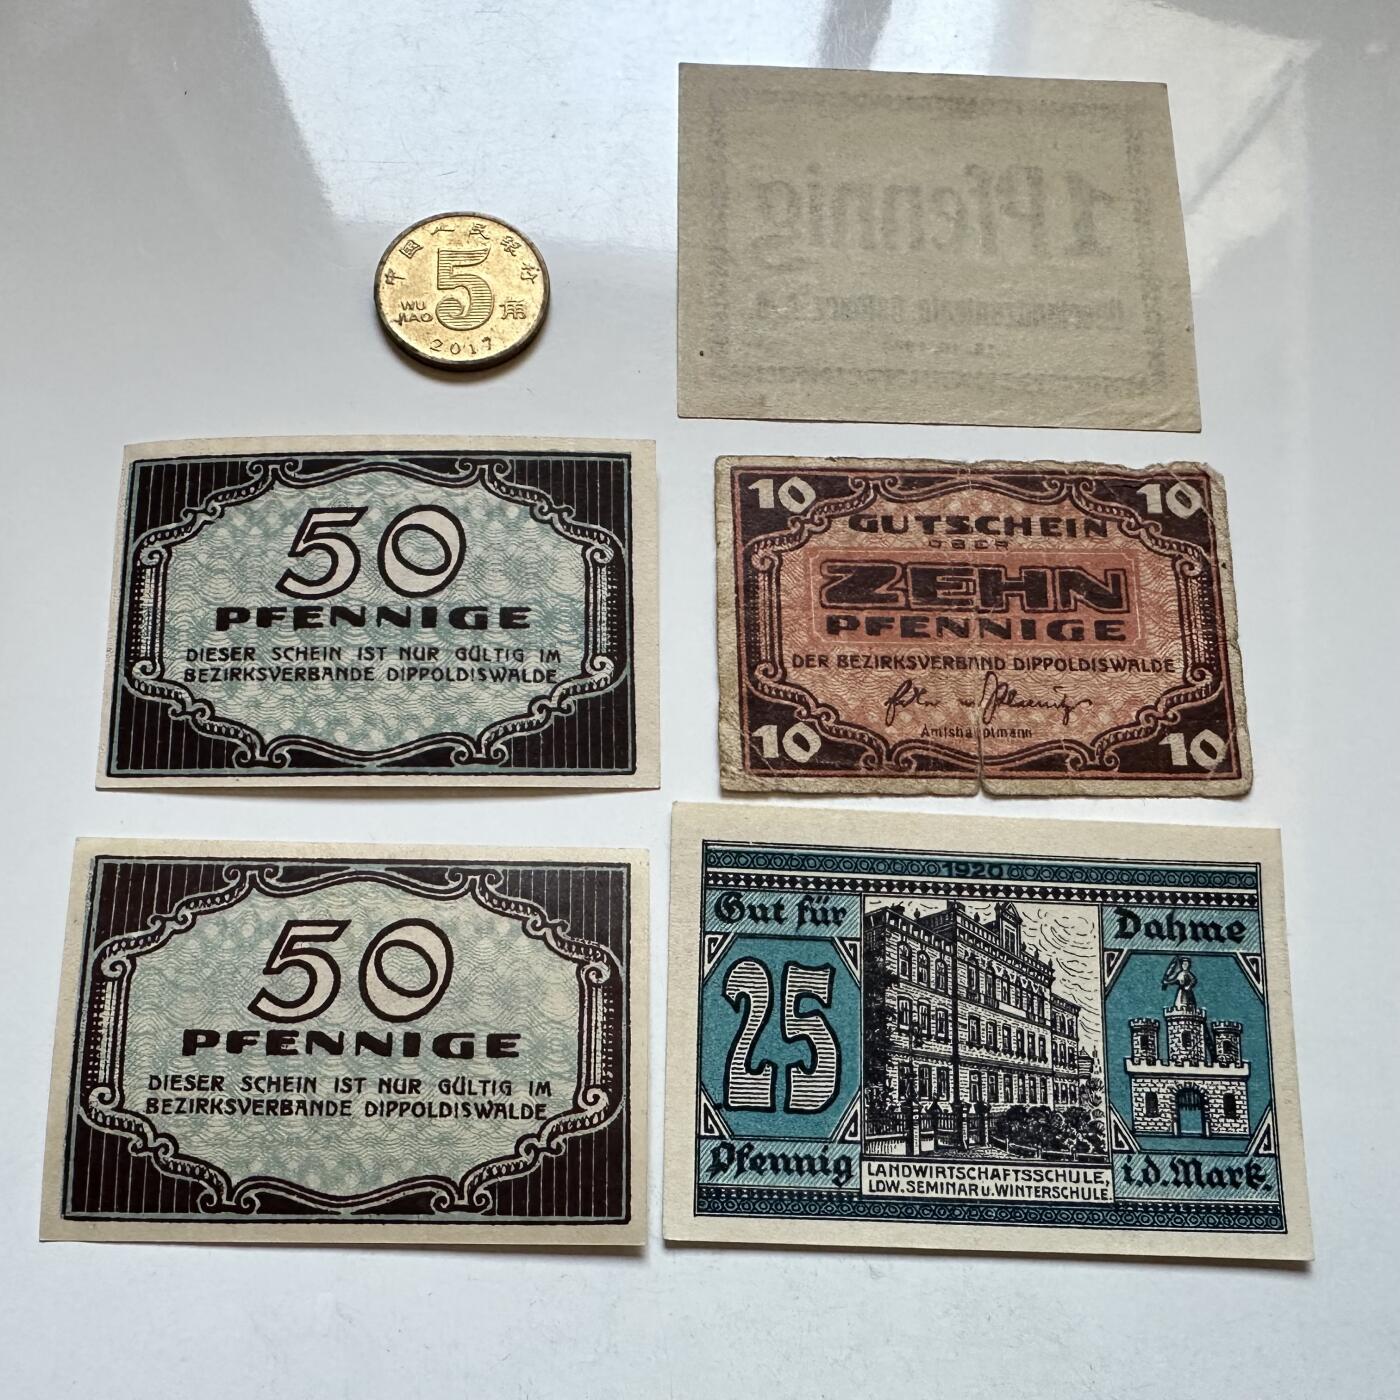 中国人民银行
5
WU
JIAO
角
2017
1 Pfennig
50
PFENNIGE
DIESER SCHEIN IST NUR GÜLTIG IM
BEZIRKSVERBANDE DIPPOLDISWALDE
10
10
GUTSCHEIN
ÜBER
ZEHN
PFENNIGE
DER BEZIRKSVERBAND DIPPOLDISWALDE
Amtshauptmann
10
10
50
PFENNIGE
DIESER SCHEIN IST NUR GÜLTIG IM
BEZIRKSVERBANDE DIPPOLDISWALDE
1920
Gut für
Dahme
25
Pfennig
i.d.Mark.
LANDWIRTSCHAFTSSCHULE,
LDW. SEMINAR U. WINTERSCHULE.